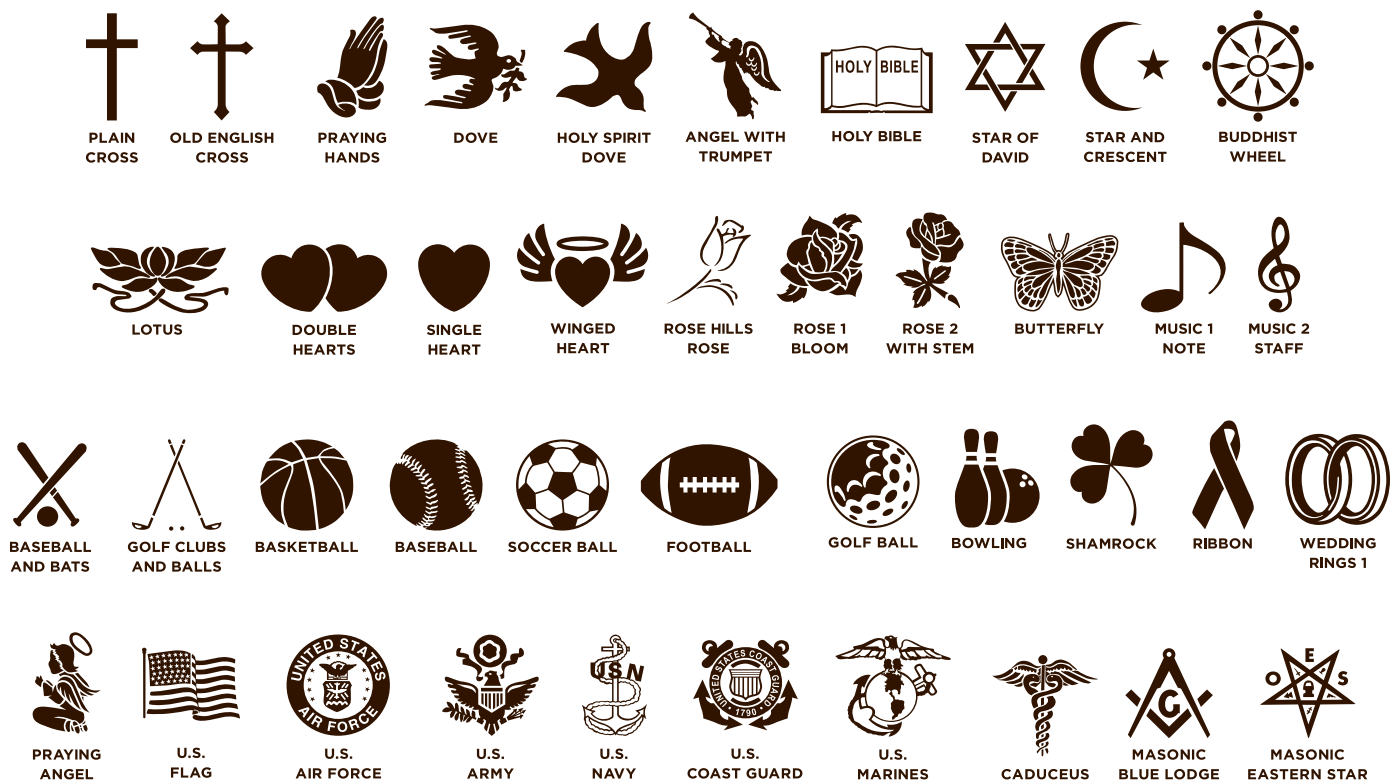 HOLY BIBLE
PLAIN
CROSS
OLD ENGLISH
CROSS
PRAYING
HANDS
DOVE
HOLY SPIRIT
DOVE
ANGEL WITH
TRUMPET
HOLY BIBLE
STAR OF
DAVID
STAR AND
CRESCENT
BUDDHIST
WHEEL
LOTUS
DOUBLE
HEARTS
SINGLE
HEART
WINGED
HEART
ROSE HILLS
ROSE
ROSE 1
BLOOM
ROSE 2
WITH STEM
BUTTERFLY
MUSIC 1
NOTE
MUSIC 2
STAFF
BASEBALL
AND BATS
GOLF CLUBS
AND BALLS
BASKETBALL
BASEBALL
SOCCER BALL
FOOTBALL
GOLF BALL
BOWLING
SHAMROCK
RIBBON
WEDDING
RINGS 1
PRAYING
ANGEL
U.S.
FLAG
UNITED STATES
AIR FORCE
U.S.
AIR FORCE
U.S.
ARMY
USN
U.S.
NAVY
UNITED STATES COAST GUARD
1790
U.S.
COAST GUARD
U.S.
MARINES
CADUCEUS
G
MASONIC
BLUE LODGE
O E S
MASONIC
EASTERN STAR